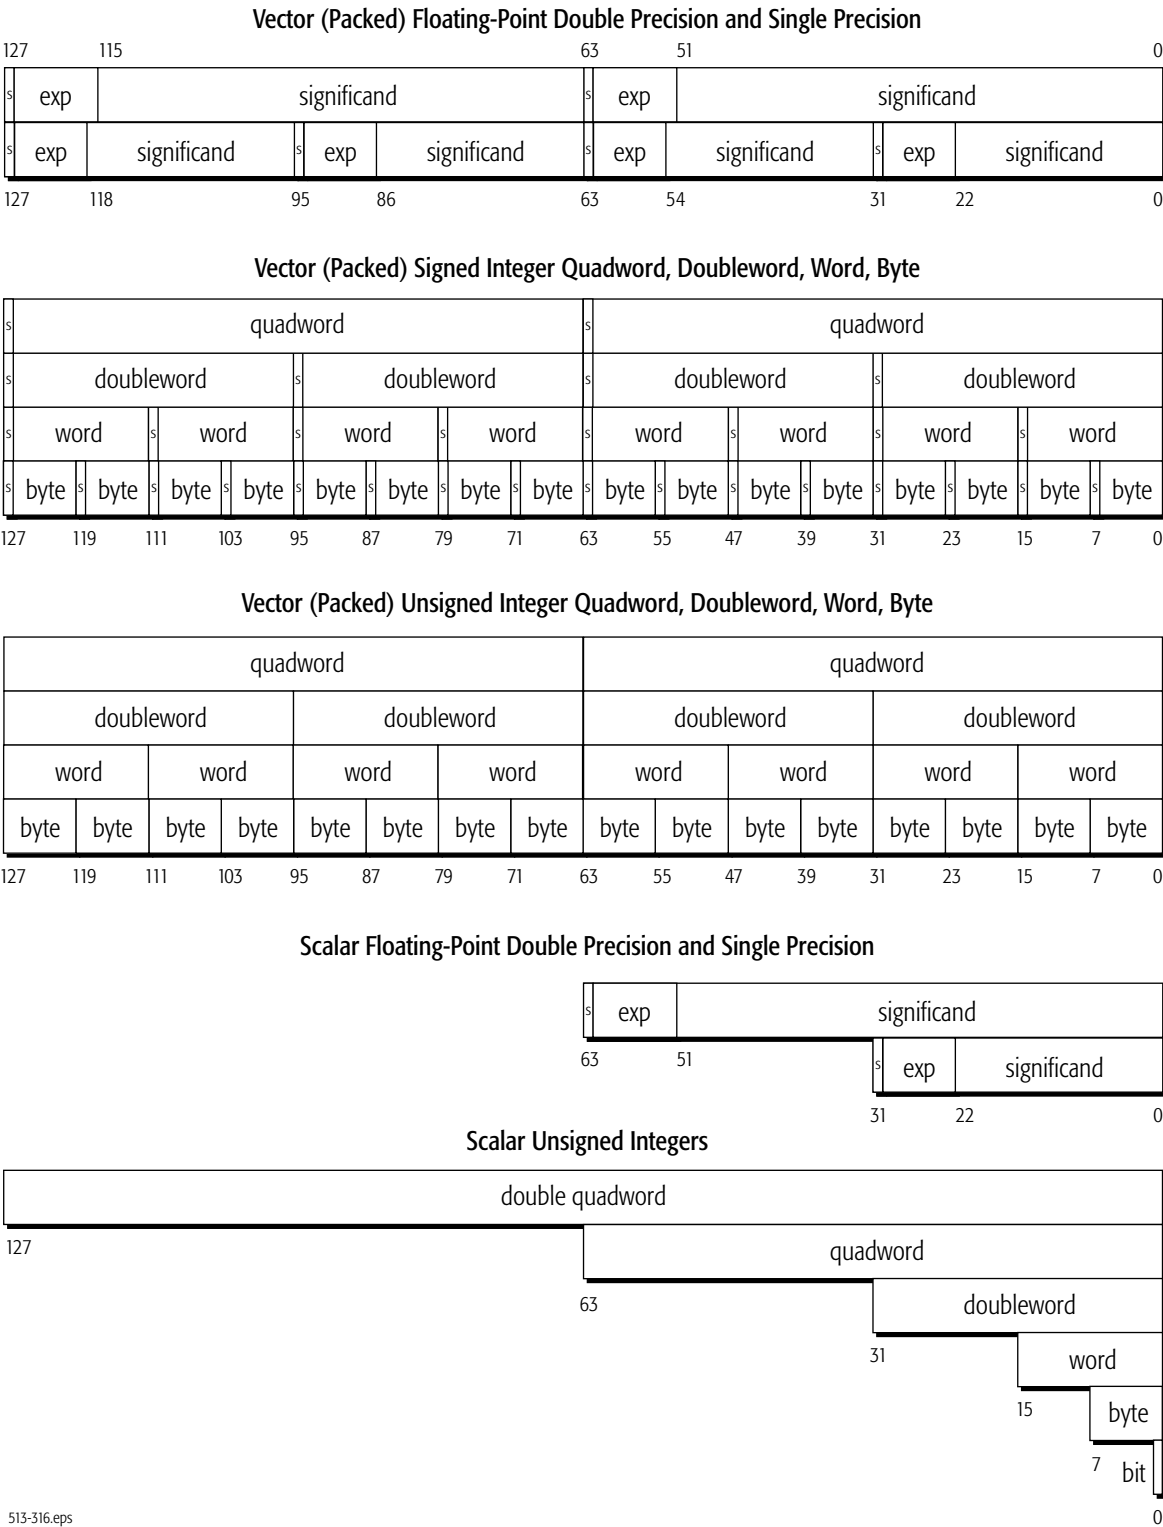 Vector (Packed) Floating-Point Double Precision and Single Precision
127 115 63 51 0
s exp significand s exp significand
s exp significand s exp significand s exp significand s exp significand
127 118 95 86 63 54 31 22 0
Vector (Packed) Signed Integer Quadword, Doubleword, Word, Byte
s quadword s quadword
s doubleword s doubleword s doubleword s doubleword
s word s word s word s word s word s word s word s word
s byte s byte s byte s byte s byte s byte s byte s byte s byte s byte s byte s byte s byte s byte s byte s byte
127 119 111 103 95 87 79 71 63 55 47 39 31 23 15 7 0
Vector (Packed) Unsigned Integer Quadword, Doubleword, Word, Byte
quadword quadword
doubleword doubleword doubleword doubleword
word word word word word word word word
byte byte byte byte byte byte byte byte byte byte byte byte byte byte byte byte
127 119 111 103 95 87 79 71 63 55 47 39 31 23 15 7 0
Scalar Floating-Point Double Precision and Single Precision
s exp significand
63 51
s exp significand
31 22 0
Scalar Unsigned Integers
double quadword
127
quadword
63
doubleword
31
word
15
byte
7
bit
513-316.eps
0